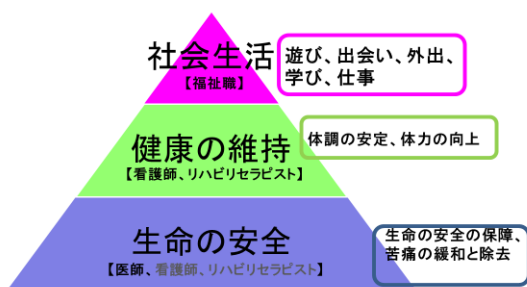 社会生活
【福祉職】
遊び、出会い、外出、
学び、仕事
健康の維持
【看護師、リハビリセラピスト】
体調の安定、体力の向上
生命の安全
【医師、看護師、リハビリセラピスト】
生命の安全の保障、
苦痛の緩和と除去